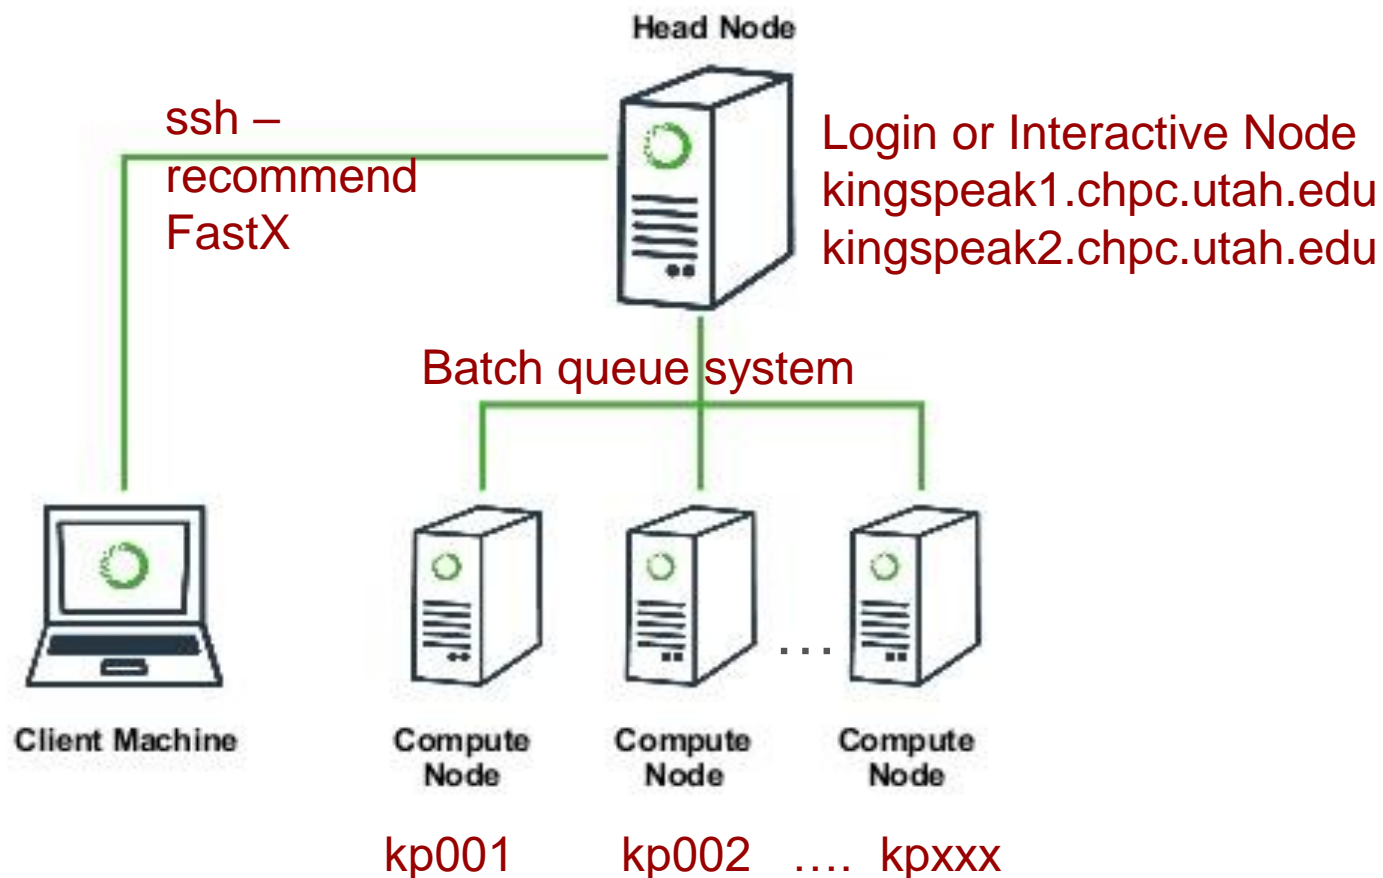 Head Node
ssh –
recommend
FastX
Login or Interactive Node
kingspeak1.chpc.utah.edu
kingspeak2.chpc.utah.edu
Batch queue system
...
Client Machine
Compute
Node
Compute
Node
Compute
Node
kp001 kp002 .... kpxxx